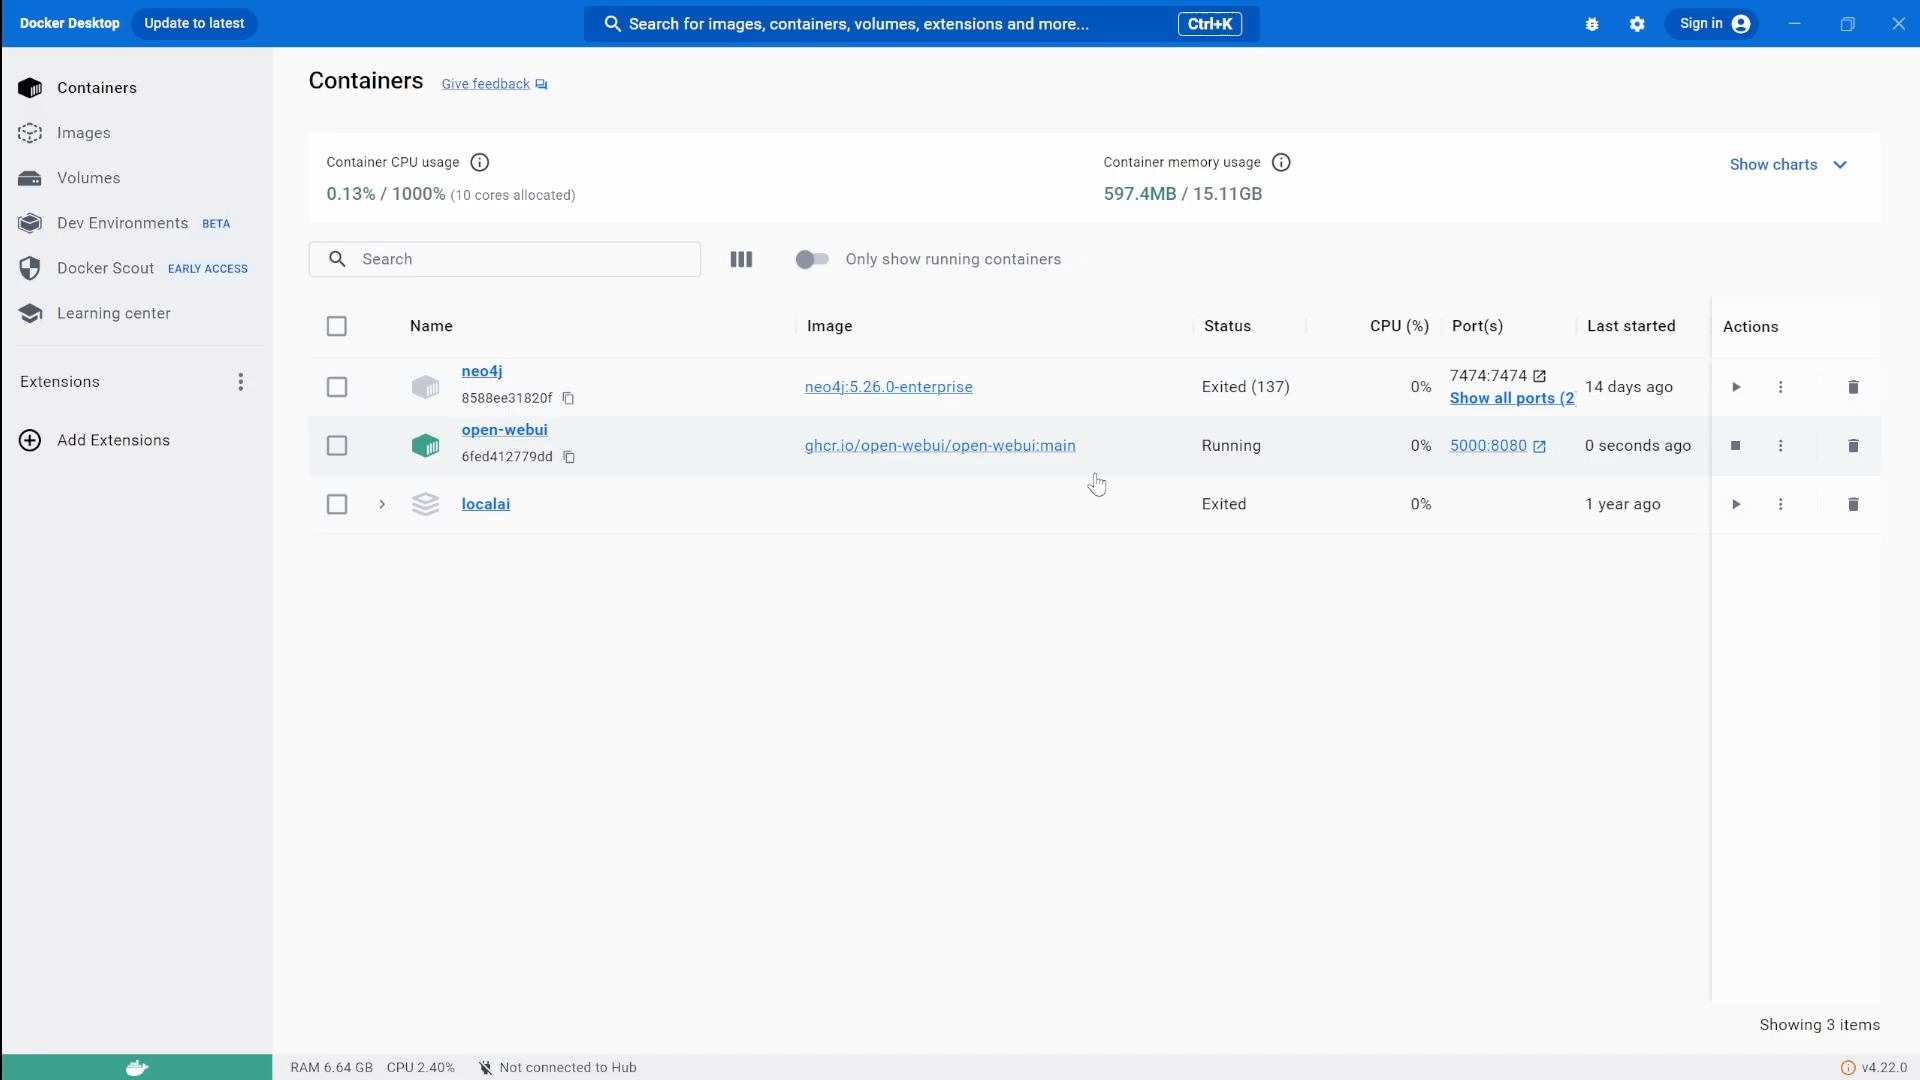 Docker Desktop Update to latest Search for images, containers, volumes, extensions and more... Ctrl+K Sign in
Containers
Images
Volumes
Dev Environments BETA
Docker Scout EARLY ACCESS
Learning center
Extensions
Add Extensions
Containers Give feedback
Container CPU usage
0.13% / 1000% (10 cores allocated)
Container memory usage
597.4MB / 15.11GB
Show charts
Search Only show running containers
Name Image Status CPU (%) Port(s) Last started Actions
neo4j
8588ee31820f
neo4j:5.26.0-enterprise Exited (137) 0%
7474:7474
Show all ports (2
14 days ago
open-webui
6fed412779dd
ghcr.io/open-webui/open-webui:main Running 0% 5000:8080 0 seconds ago
localai Exited 0% 1 year ago
Showing 3 items
RAM 6.64 GB CPU 2.40% Not connected to Hub v4.22.0